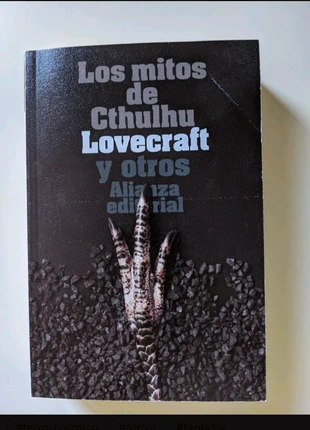 Los mitos
de
Cthulhu
Lovecraft
y otros
Alianza
editorial